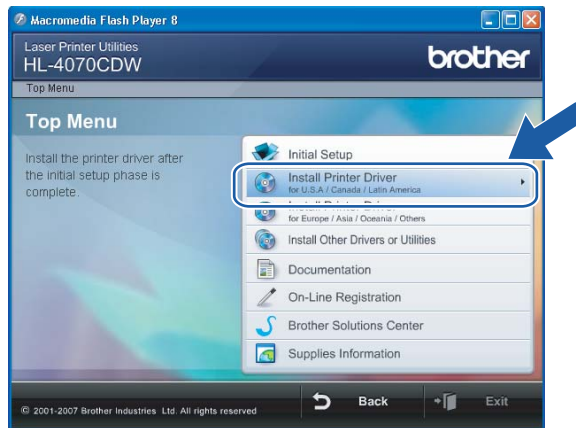 Macromedia Flash Player 8
Laser Printer Utilities
HL-4070CDW
brother
Top Menu
Top Menu
Install the printer driver after
the initial setup phase is
complete.
Initial Setup
Install Printer Driver
for U.S.A / Canada / Latin America
for Europe / Asia / Oceania / Others
Install Other Drivers or Utilities
Documentation
On-Line Registration
Brother Solutions Center
Supplies Information
© 2001-2007 Brother Industries Ltd. All rights reserved
Back
Exit